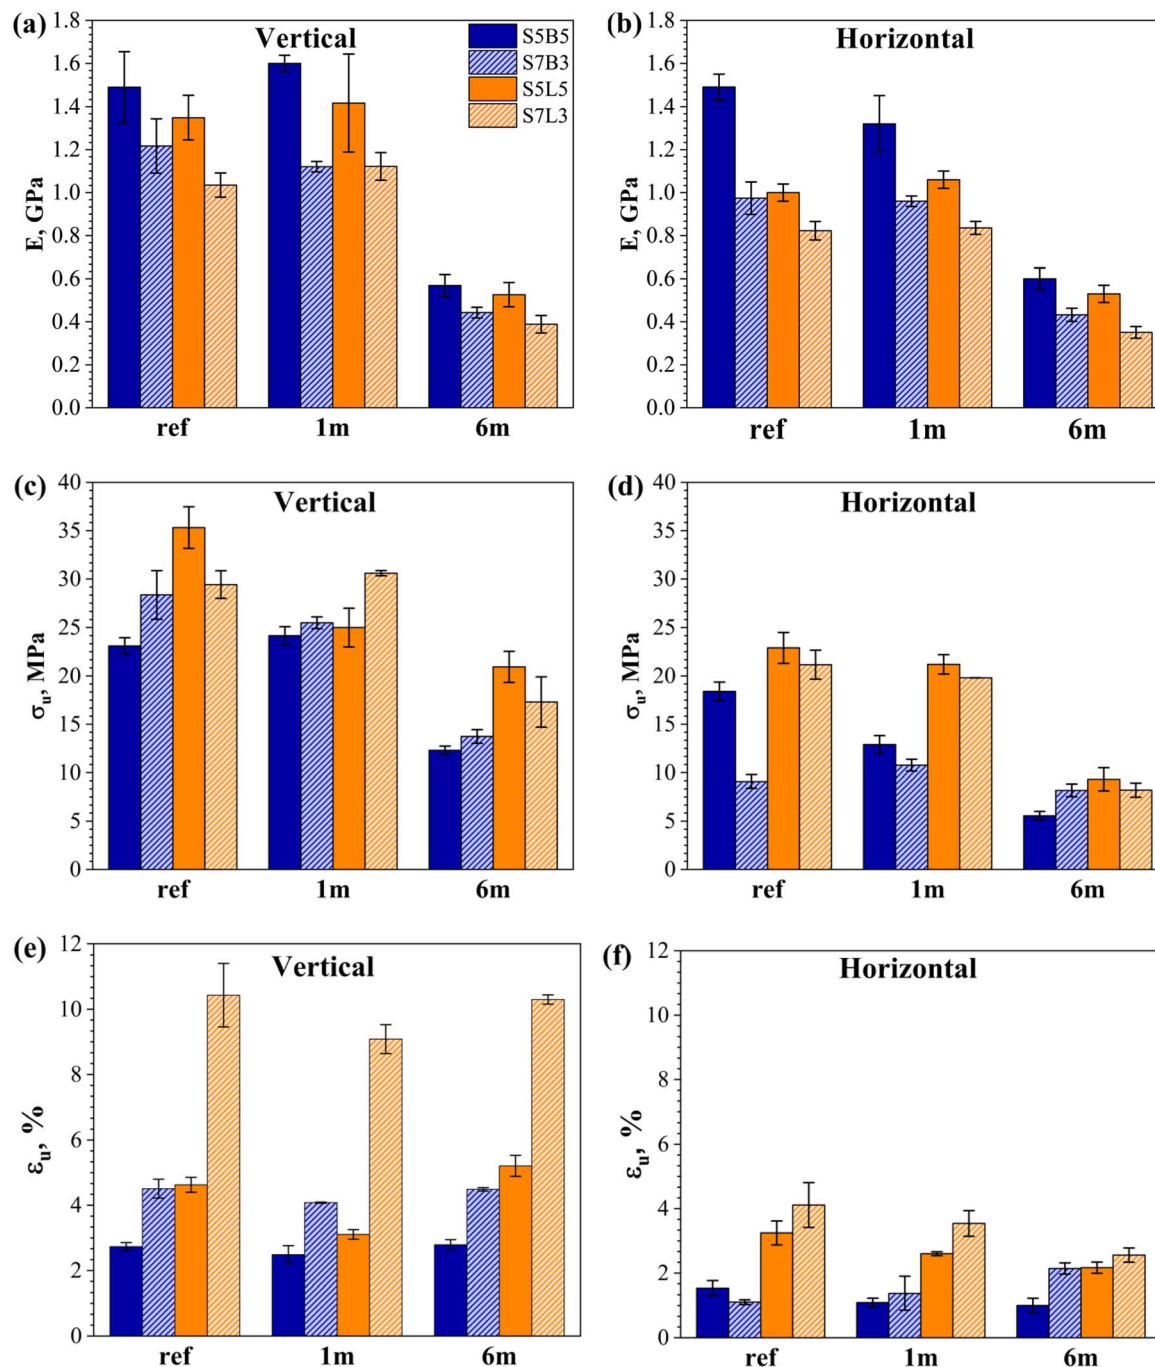 (a)
Vertical
S5B5
S7B3
S5L5
S7L3
1.8
1.6
1.4
1.2
1.0
0.8
0.6
0.4
0.2
0.0
E, GPa
ref 1m 6m
(b)
Horizontal
1.8
1.6
1.4
1.2
1.0
0.8
0.6
0.4
0.2
0.0
E, GPa
ref 1m 6m
(c)
Vertical
40
35
30
25
20
15
10
5
0
σu, MPa
ref 1m 6m
(d)
Horizontal
40
35
30
25
20
15
10
5
0
σu, MPa
ref 1m 6m
(e)
Vertical
12
10
8
6
4
2
0
εu, %
ref 1m 6m
(f)
Horizontal
12
10
8
6
4
2
0
εu, %
ref 1m 6m